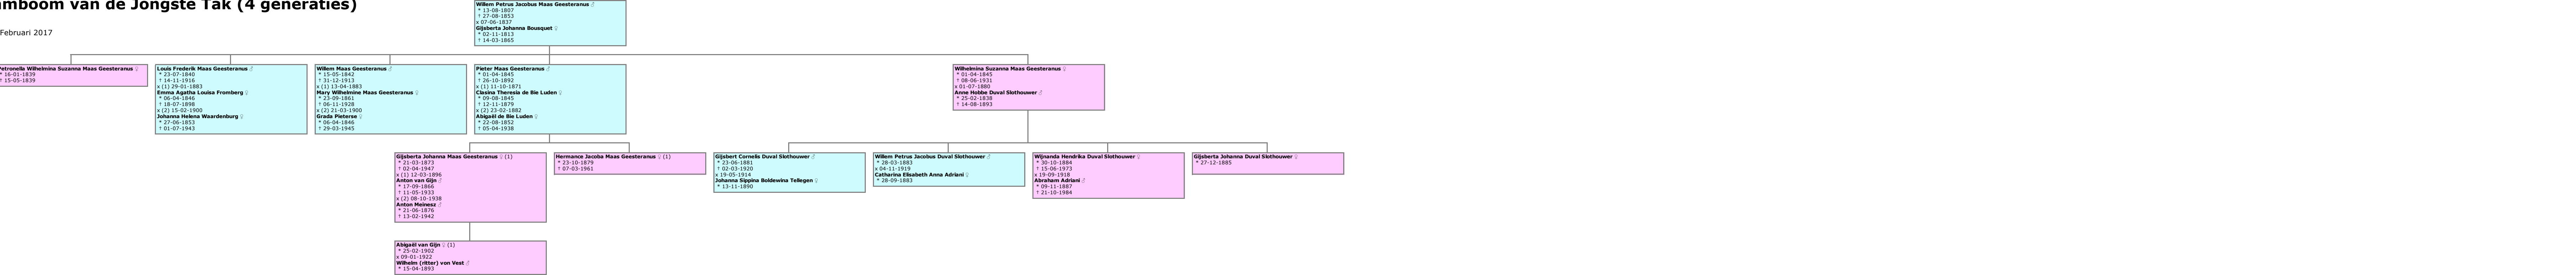 mboom van de Jongste Tak (4 generaties)
Februari 2017
Willem Petrus Jacobus Maas Geesteranus ♂
* 13-08-1807
† 27-08-1853
x 07-06-1837
Gijsberta Johanna Bousquet ♀
* 02-11-1813
† 14-03-1865
Petronella Wilhelmina Suzanna Maas Geesteranus ♀
* 16-01-1839
† 15-05-1839
Louis Frederik Maas Geesteranus ♂
* 23-07-1840
† 14-11-1916
x (1) 29-01-1883
Emma Agatha Louisa Fromberg ♀
* 06-04-1846
† 18-07-1898
x (2) 15-02-1900
Johanna Helena Waardenburg ♀
* 27-06-1853
† 01-07-1943
Willem Maas Geesteranus ♂
* 15-05-1842
† 31-12-1913
x (1) 13-04-1883
Mary Wilhelmine Maas Geesteranus ♀
* 23-09-1861
† 06-11-1928
x (2) 21-03-1900
Grada Pieterse ♀
* 06-04-1846
† 29-03-1945
Pieter Maas Geesteranus ♂
* 01-04-1845
† 26-10-1892
x (1) 11-10-1871
Clasina Theresia de Bie Luden ♀
* 09-08-1845
† 12-11-1879
x (2) 23-02-1882
Abigaël de Bie Luden ♀
* 22-08-1852
† 05-04-1938
Wilhelmina Suzanna Maas Geesteranus ♀
* 01-04-1845
† 08-06-1931
x 01-07-1880
Anne Hobbe Duval Slothouwer ♂
* 25-02-1838
† 14-08-1893
Gijsberta Johanna Maas Geesteranus ♀ (1)
* 21-03-1873
† 02-04-1947
x (1) 12-03-1896
Anton van Gijn ♂
* 17-09-1866
† 11-05-1933
x (2) 08-10-1938
Anton Meinesz ♂
* 21-06-1876
† 13-02-1942
Hermance Jacoba Maas Geesteranus ♀ (1)
* 23-10-1879
† 07-03-1961
Gijsbert Cornelis Duval Slothouwer ♂
* 23-06-1881
† 02-03-1920
x 19-05-1914
Johanna Sippina Boldewina Tellegen ♀
* 13-11-1890
Willem Petrus Jacobus Duval Slothouwer ♂
* 28-03-1883
x 04-11-1919
Catharina Elisabeth Anna Adriani ♀
* 28-09-1883
Wijnanda Hendrika Duval Slothouwer ♀
* 30-10-1884
† 15-06-1973
x 19-09-1918
Abraham Adriani ♂
* 09-11-1887
† 21-10-1984
Gijsberta Johanna Duval Slothouwer ♀
* 27-12-1885
Abigaël van Gijn ♀ (1)
* 25-02-1902
x 09-01-1922
Wilhelm (ritter) von Vest ♂
* 15-04-1893